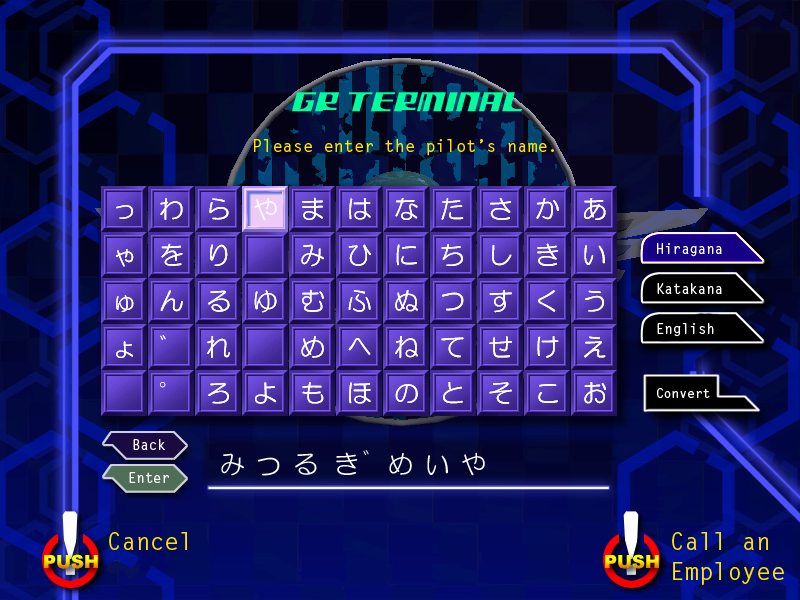 GR TERMINAL
Please enter the pilot's name.
っ わ ら や ま は な た さ か あ
ゃ を り み ひ に ち し き い
ゅ ん る ゆ む ふ ぬ つ す く う
ょ ゛ れ め へ ね て せ け え
゜ ろ よ も ほ の と そ こ お
Hiragana
Katakana
English
Convert
Back
Enter
みつるぎ゛めいや
PUSH
Cancel
PUSH
Call an
Employee